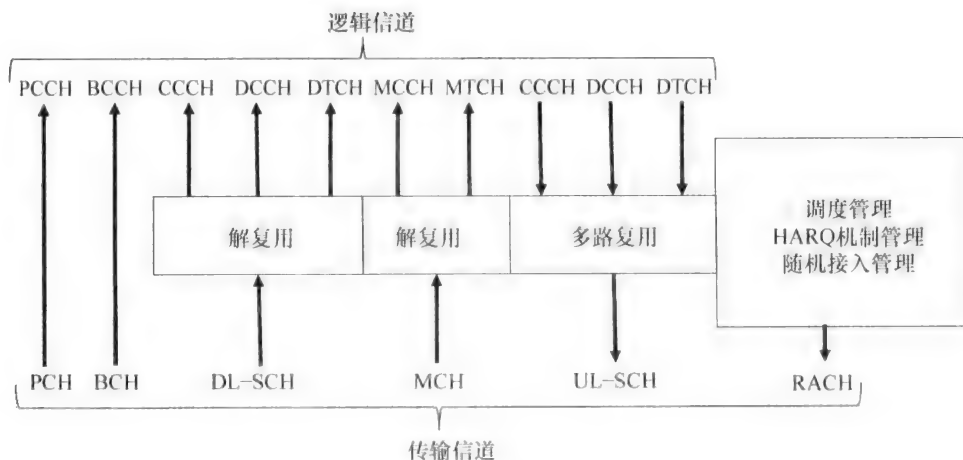 逻辑信道
PCCH BCCH CCCH DCCH DTCH MCCH MTCH CCCH DCCH DTCH
解复用 解复用 多路复用
调度管理
HARQ机制管理
随机接入管理
PCH BCH DL-SCH MCH UL-SCH RACH
传输信道